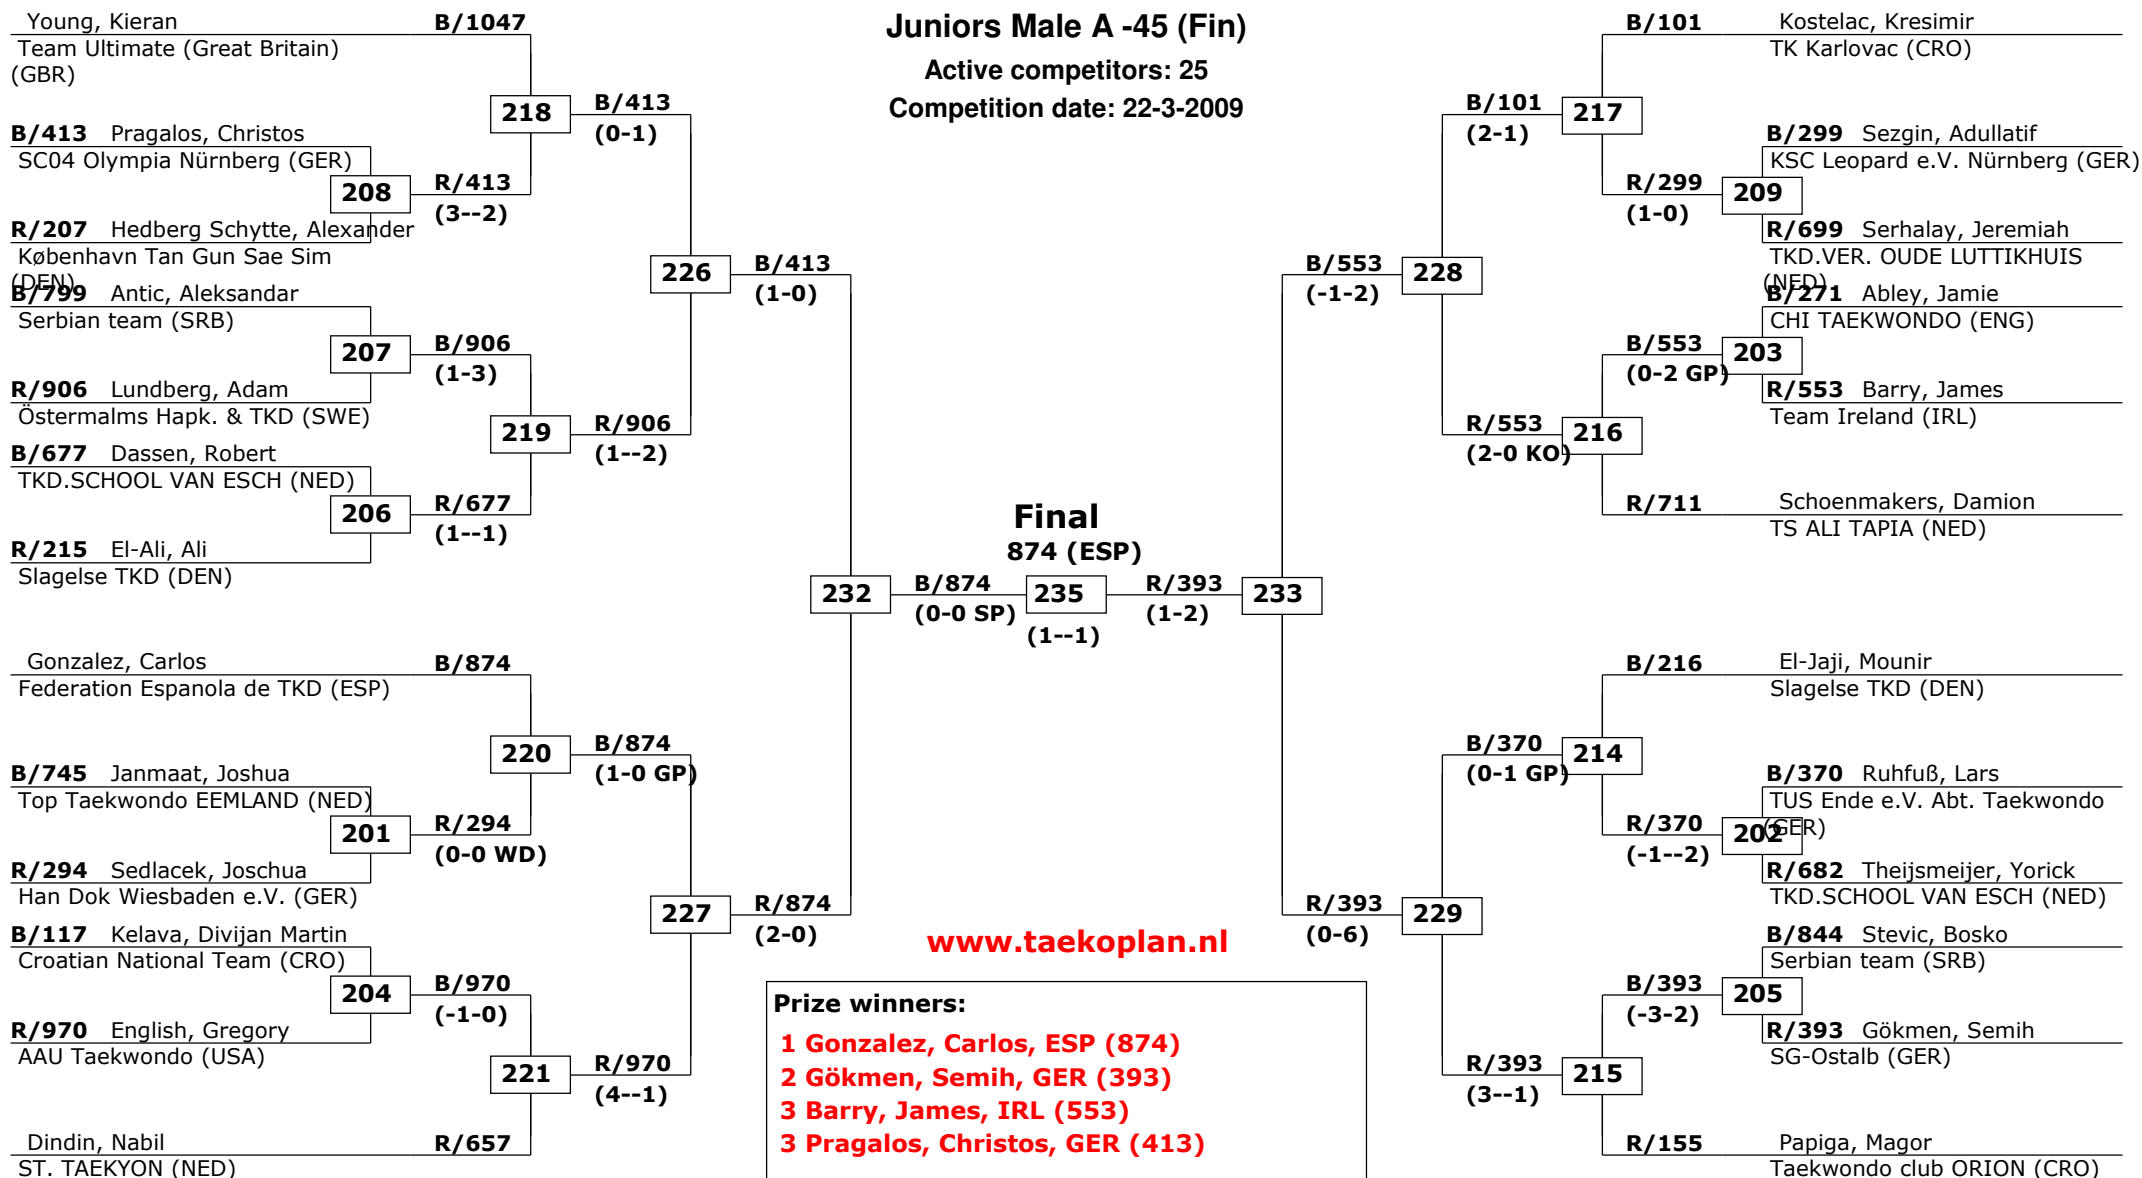 Juniors Male A -45 (Fin)
Active competitors: 25
Competition date: 22-3-2009
Young, Kieran
B/1047
Team Ultimate (Great Britain)
(GBR)
218
B/413
(0-1)
B/413 Pragalos, Christos
SC04 Olympia Nürnberg (GER)
208
R/413
(3--2)
R/207 Hedberg Schytte, Alexander
København Tan Gun Sae Sim
(DEN)
226
B/413
(1-0)
B/799 Antic, Aleksandar
Serbian team (SRB)
207
B/906
(1-3)
R/906 Lundberg, Adam
Östermalms Hapk. & TKD (SWE)
219
R/906
(1--2)
B/677 Dassen, Robert
TKD.SCHOOL VAN ESCH (NED)
206
R/677
(1--1)
R/215 El-Ali, Ali
Slagelse TKD (DEN)
232
B/874
(0-0 SP)
Final
874 (ESP)
235
(1--1)
R/393
(1-2)
233
Gonzalez, Carlos
B/874
Federation Espanola de TKD (ESP)
220
B/874
(1-0 GP)
B/745 Janmaat, Joshua
Top Taekwondo EEMLAND (NED)
201
R/294
(0-0 WD)
R/294 Sedlacek, Joschua
Han Dok Wiesbaden e.V. (GER)
227
R/874
(2-0)
B/117 Kelava, Divijan Martin
Croatian National Team (CRO)
204
B/970
(-1-0)
R/970 English, Gregory
AAU Taekwondo (USA)
221
R/970
(4--1)
Dindin, Nabil
R/657
ST. TAEKYON (NED)
B/101
Kostelac, Kresimir
TK Karlovac (CRO)
B/101
(2-1)
217
B/299 Sezgin, Adullatif
KSC Leopard e.V. Nürnberg (GER)
R/299
(1-0)
209
R/699 Serhalay, Jeremiah
TKD.VER. OUDE LUTTIKHUIS
(NED)
B/553
(-1-2)
228
B/271 Abley, Jamie
CHI TAEKWONDO (ENG)
B/553
(0-2 GP)
203
R/553 Barry, James
Team Ireland (IRL)
R/553
(2-0 KO)
216
R/711
Schoenmakers, Damion
TS ALI TAPIA (NED)
B/216
El-Jaji, Mounir
Slagelse TKD (DEN)
B/370
(0-1 GP)
214
B/370 Ruhfuß, Lars
TUS Ende e.V. Abt. Taekwondo
(GER)
R/370
(-1--2)
202
R/682 Theijsmeijer, Yorick
TKD.SCHOOL VAN ESCH (NED)
R/393
(0-6)
229
B/844 Stevic, Bosko
Serbian team (SRB)
B/393
(-3-2)
205
R/393 Gökmen, Semih
SG-Ostalb (GER)
R/393
(3--1)
215
R/155
Papiga, Magor
Taekwondo club ORION (CRO)
www.taekoplan.nl
Prize winners:
1 Gonzalez, Carlos, ESP (874)
2 Gökmen, Semih, GER (393)
3 Barry, James, IRL (553)
3 Pragalos, Christos, GER (413)